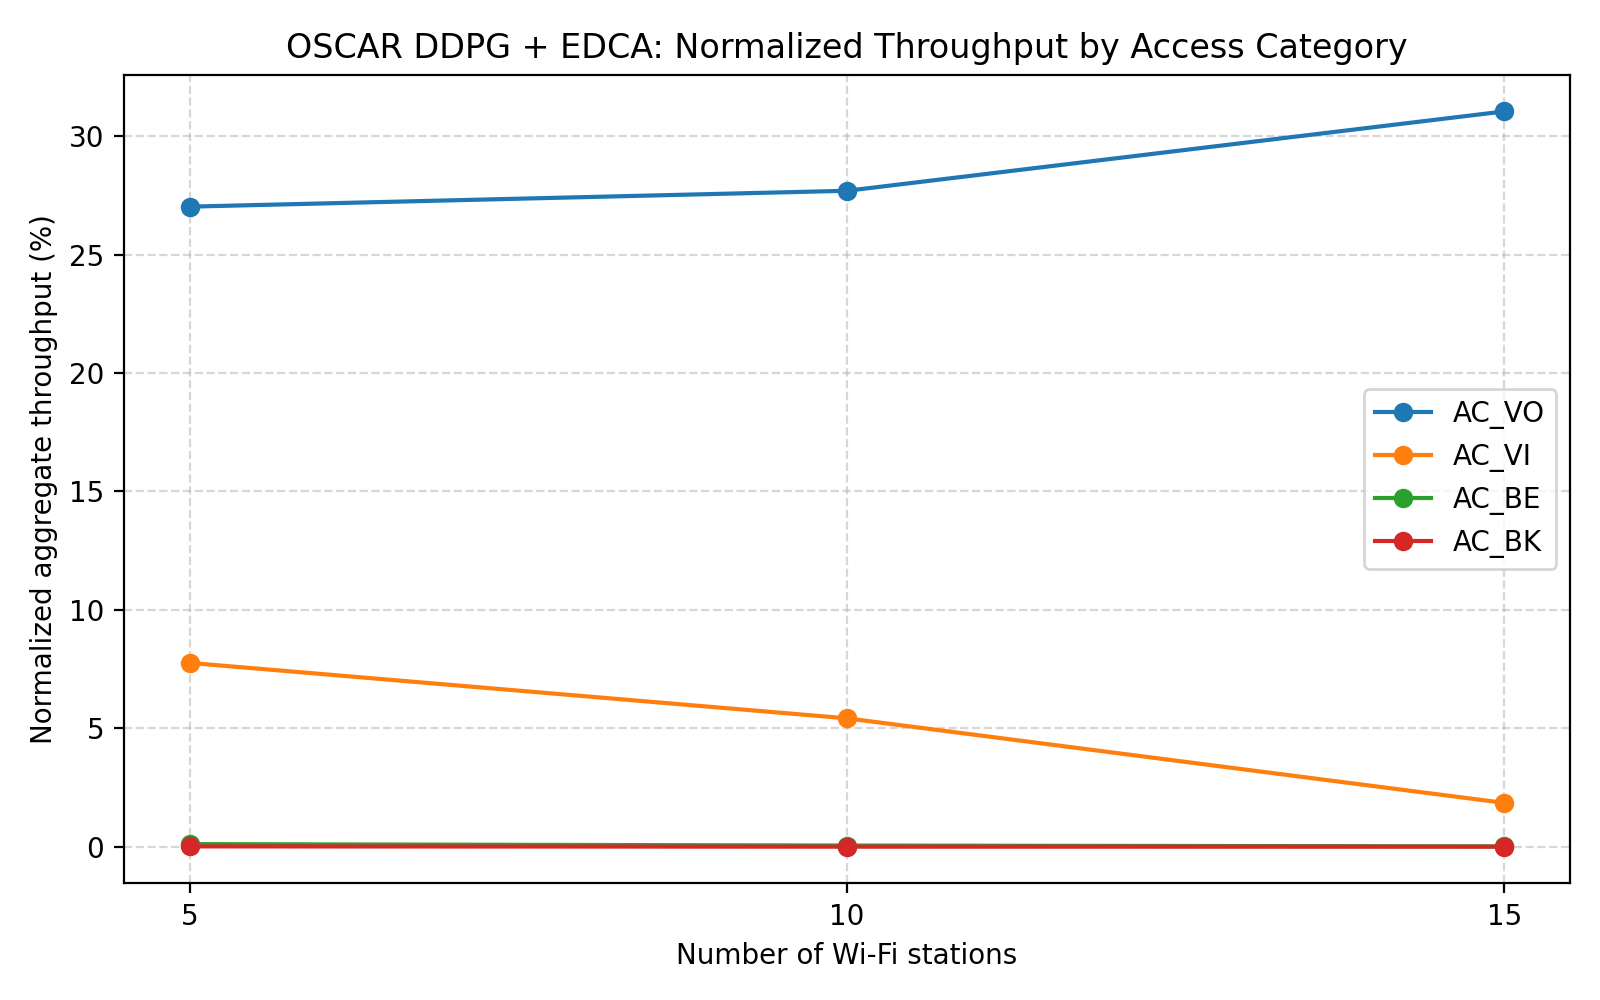 OSCAR DDPG + EDCA: Normalized Throughput by Access Category
Normalized aggregate throughput (%)
30
25
20
15
10
5
0
AC_VO
AC_VI
AC_BE
AC_BK
5
10
15
Number of Wi-Fi stations